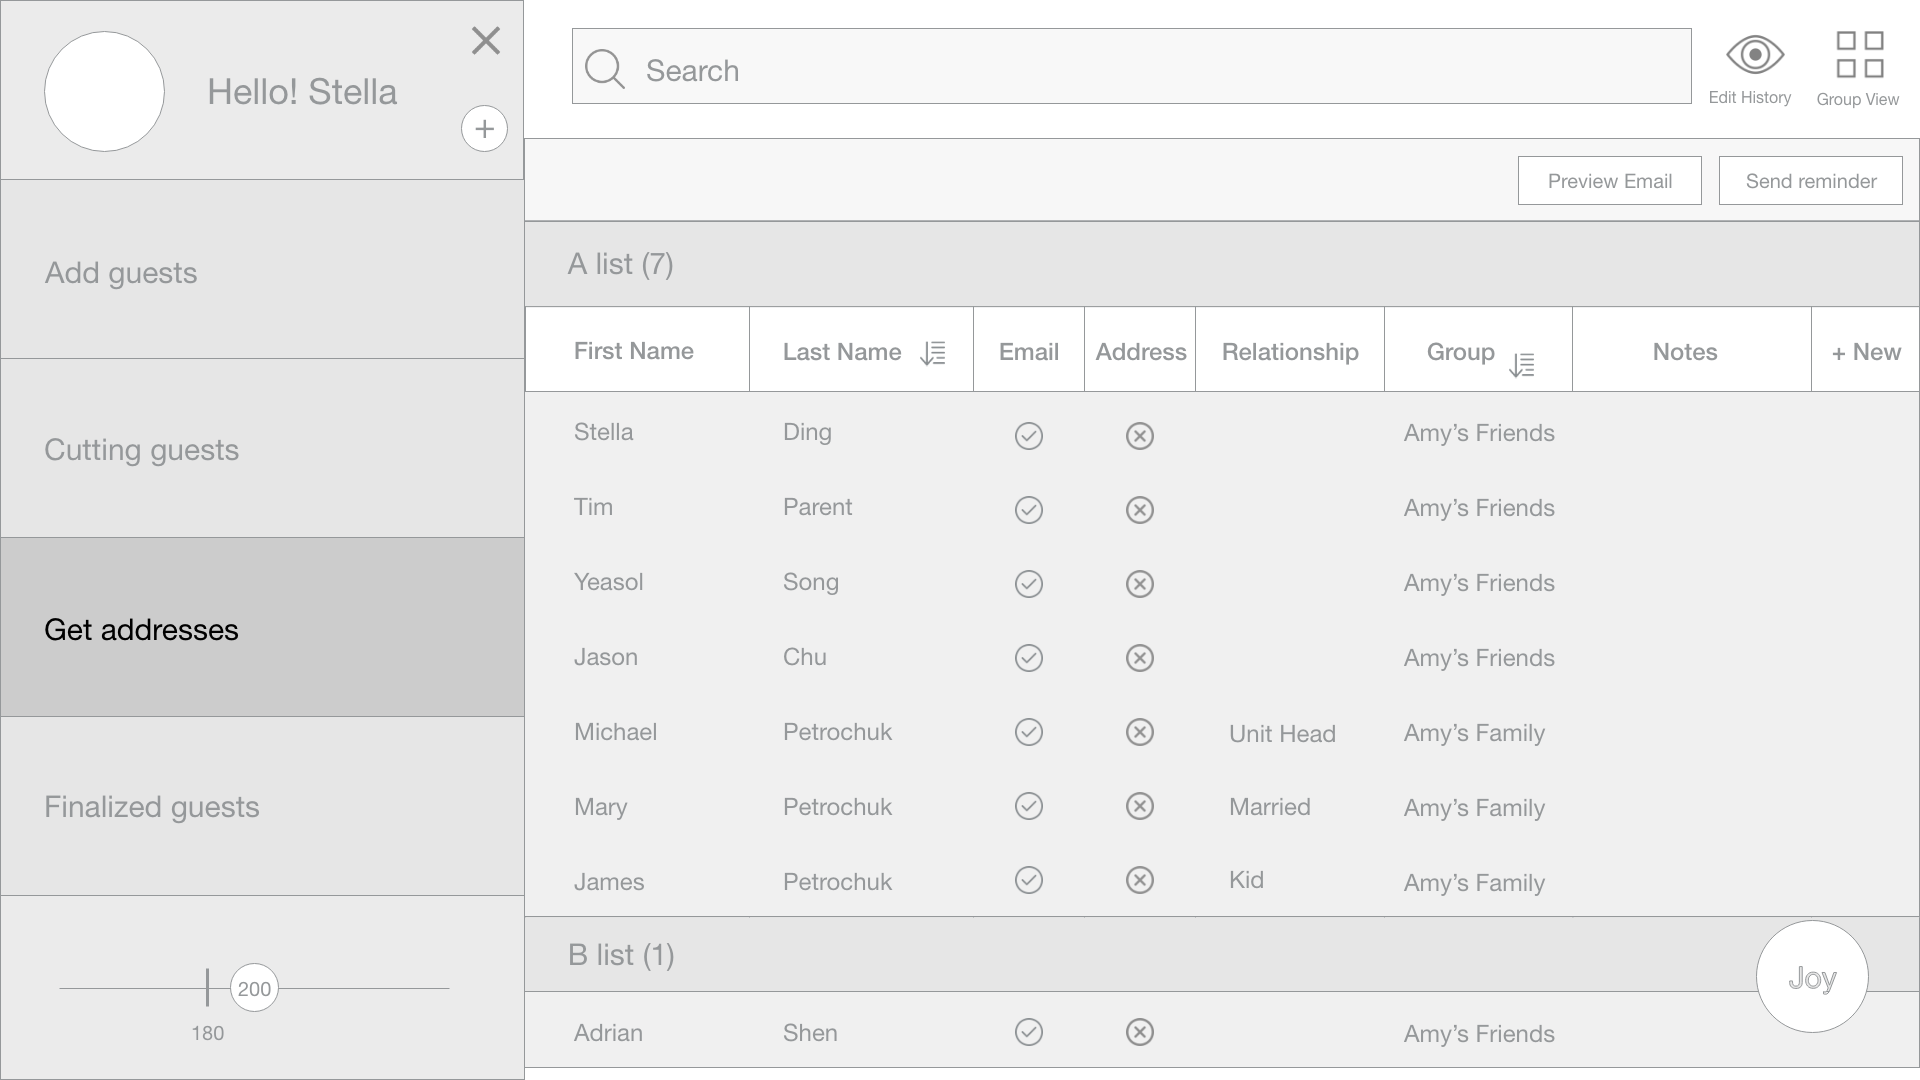 Hello! Stella
Add guests
Cutting guests
Get addresses
Finalized guests
200
180
Search
Edit History
Group View
Preview Email
Send reminder
A list (7)
First Name Last Name Email Address Relationship Group Notes + New
Stella Ding Amy’s Friends
Tim Parent Amy’s Friends
Yeasol Song Amy’s Friends
Jason Chu Amy’s Friends
Michael Petrochuk Unit Head Amy’s Family
Mary Petrochuk Married Amy’s Family
James Petrochuk Kid Amy’s Family
B list (1)
Joy
Adrian Shen Amy’s Friends